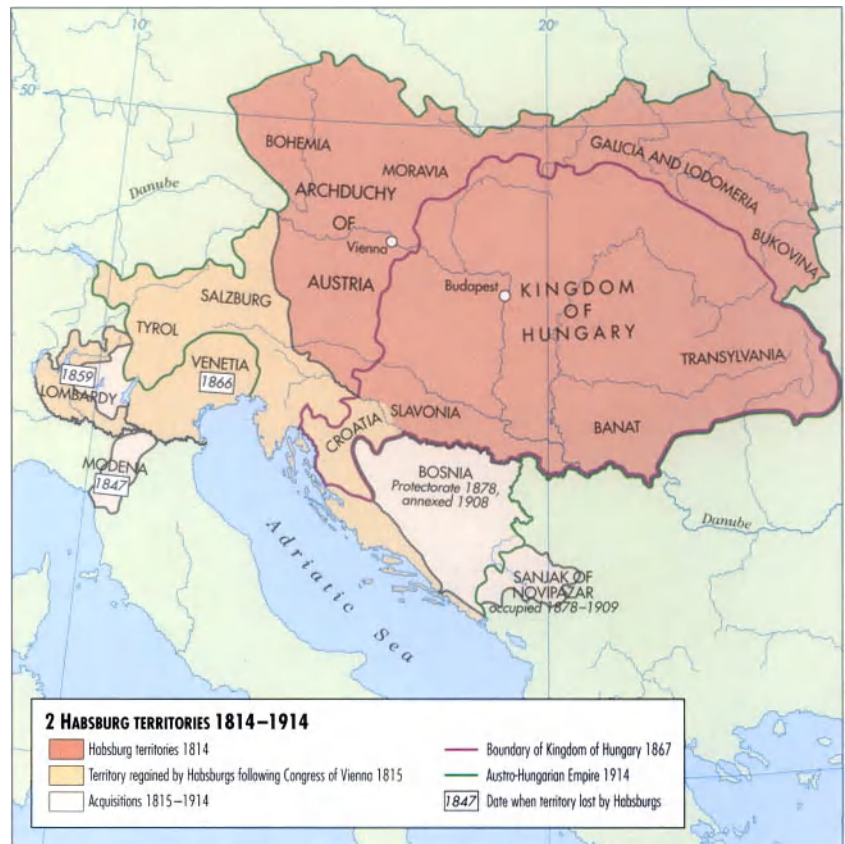 10°
20°
50°
BOHEMIA
MORAVIA
GALICIA AND LODOMERIA
Danube
ARCHDUCHY
OF
Vienna
AUSTRIA
BUKOVINA
Budapest
KINGDOM
OF
HUNGARY
SALZBURG
TYROL
VENETIA
1866
1859
LOMBARDY
TRANSYLVANIA
SLAVONIA
CROATIA
BANAT
MODENA
1847
BOSNIA
Protectorate 1878,
annexed 1908
Danube
SANJAK OF
NOVIPAZAR
occupied 1878–1909
Adriatic Sea
2 HABSBURG TERRITORIES 1814–1914
Habsburg territories 1814
Territory regained by Habsburgs following Congress of Vienna 1815
Acquisitions 1815–1914
Boundary of Kingdom of Hungary 1867
Austro-Hungarian Empire 1914
1847 Date when territory lost by Habsburgs